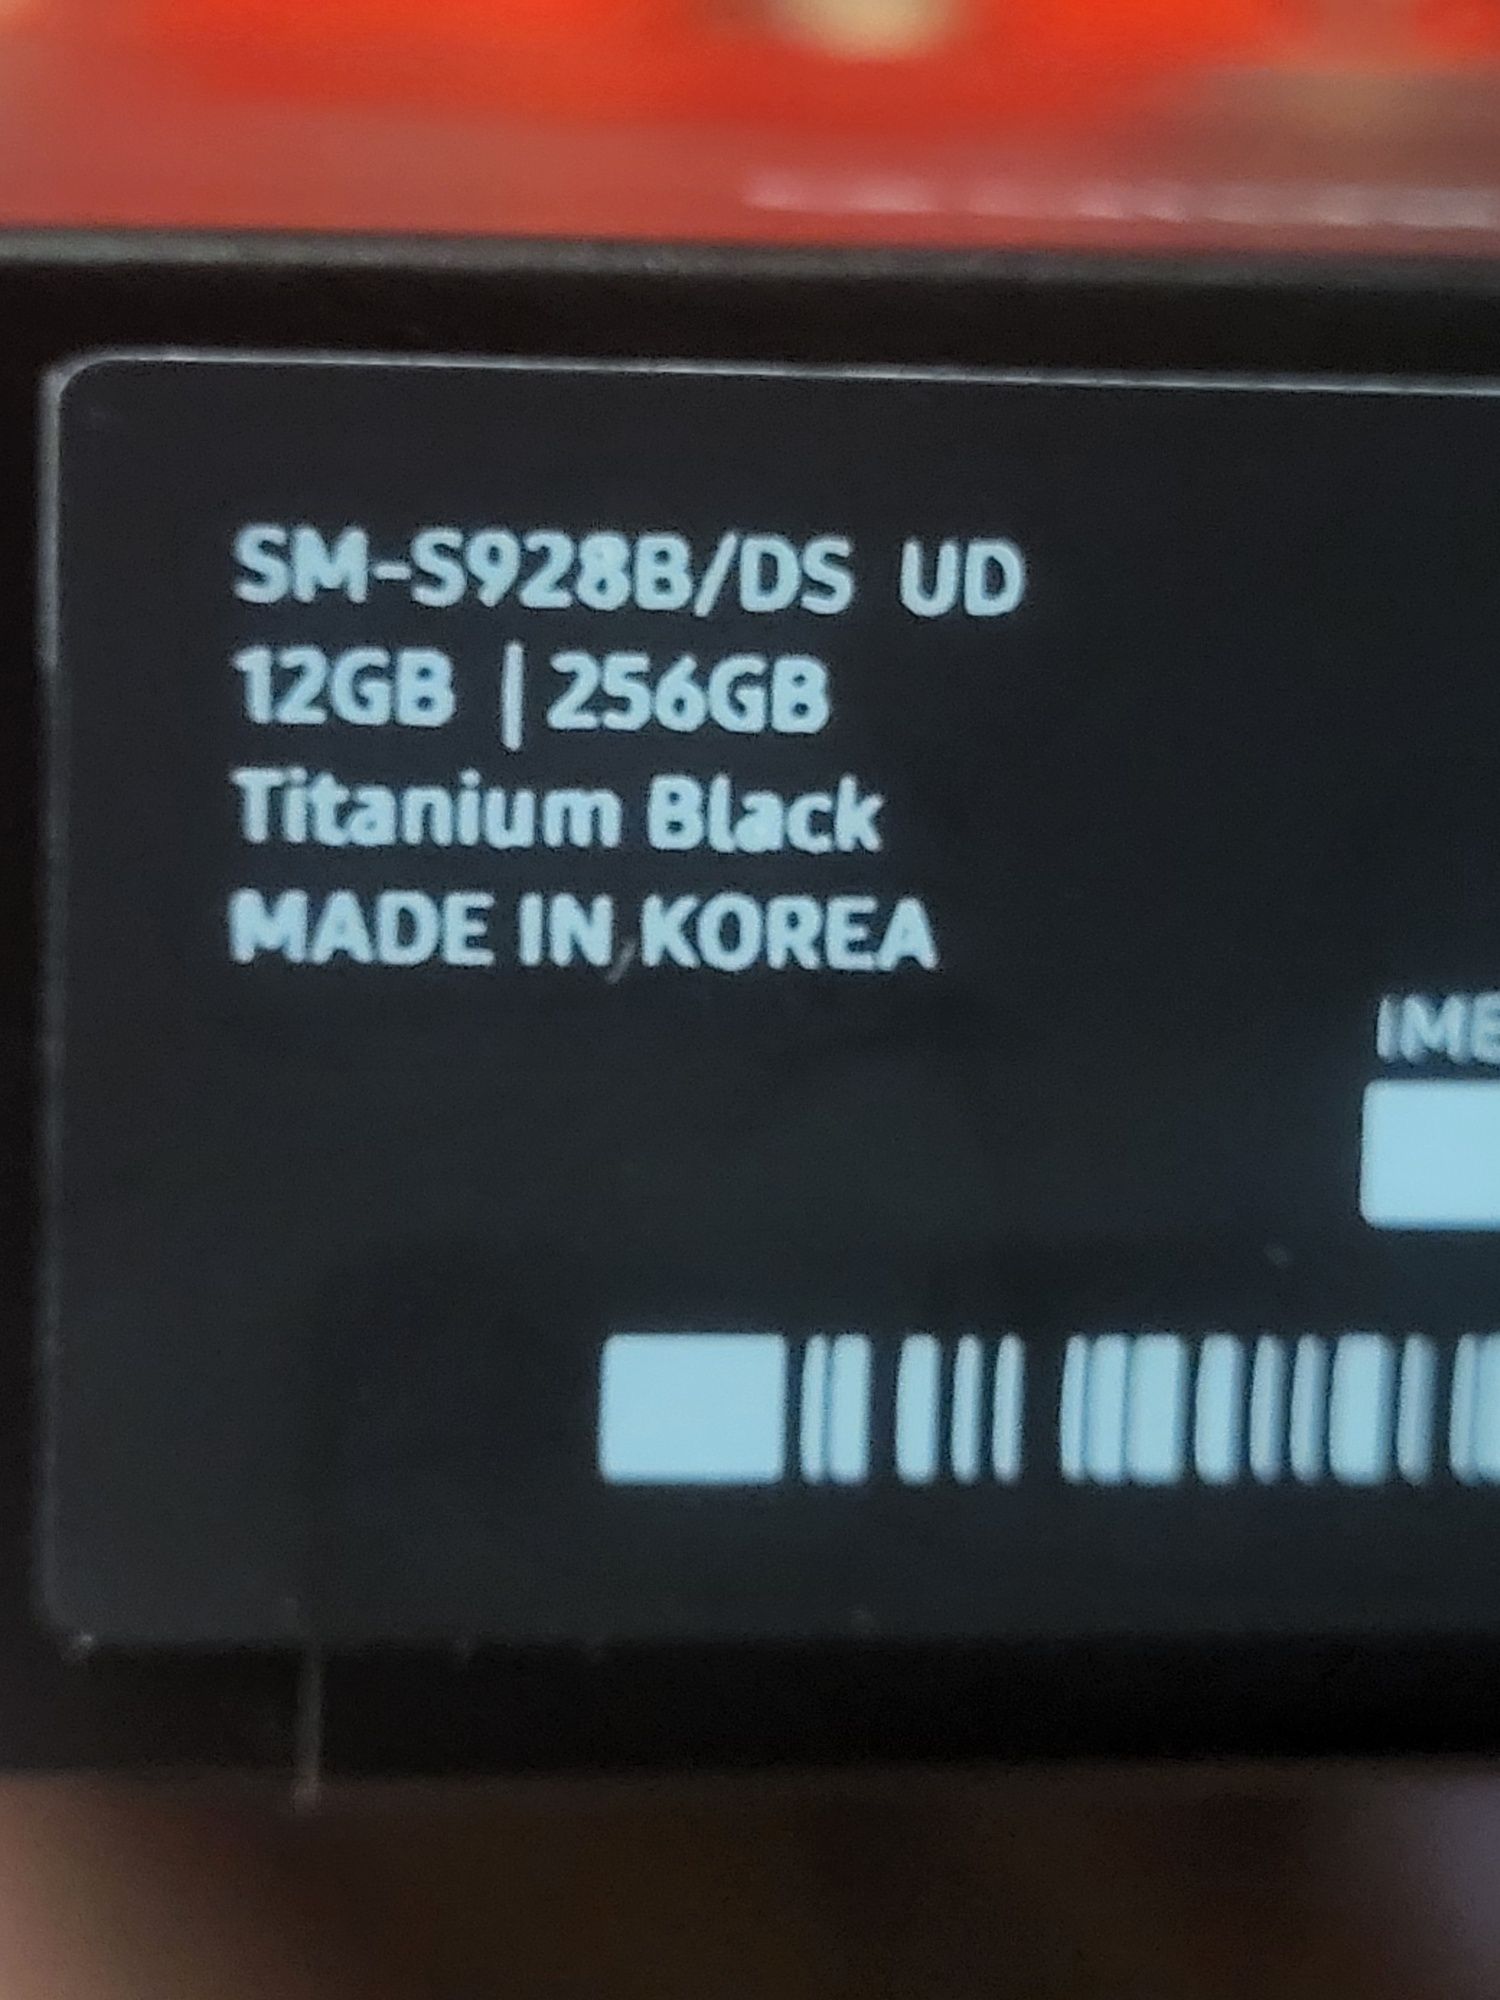 SM-S928B/DS UD
12GB | 256GB
Titanium Black
MADE IN KOREA